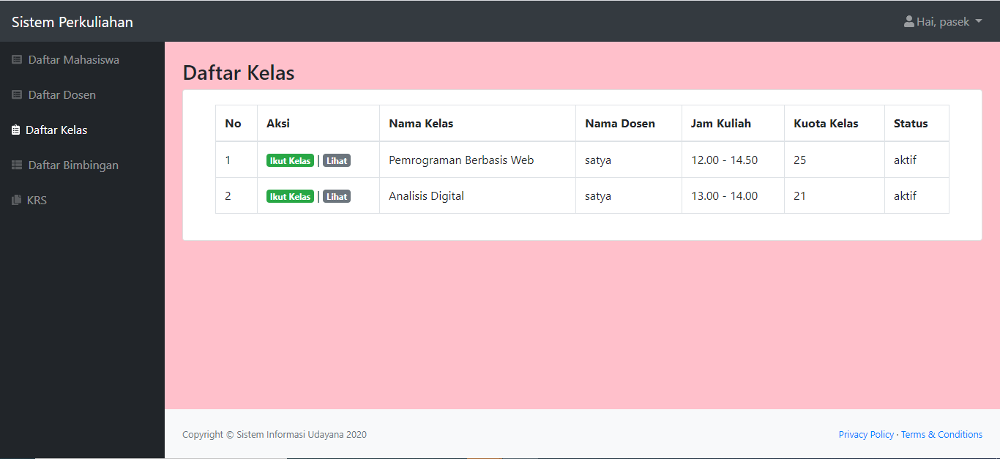 Sistem Perkuliahan
Hai, pasek
Daftar Mahasiswa
Daftar Dosen
Daftar Kelas
Daftar Bimbingan
KRS
Daftar Kelas
No Aksi Nama Kelas Nama Dosen Jam Kuliah Kuota Kelas Status
1 Ikut Kelas | Lihat Pemrograman Berbasis Web satya 12.00 - 14.50 25 aktif
2 Ikut Kelas | Lihat Analisis Digital satya 13.00 - 14.00 21 aktif
Copyright © Sistem Informasi Udayana 2020
Privacy Policy · Terms & Conditions